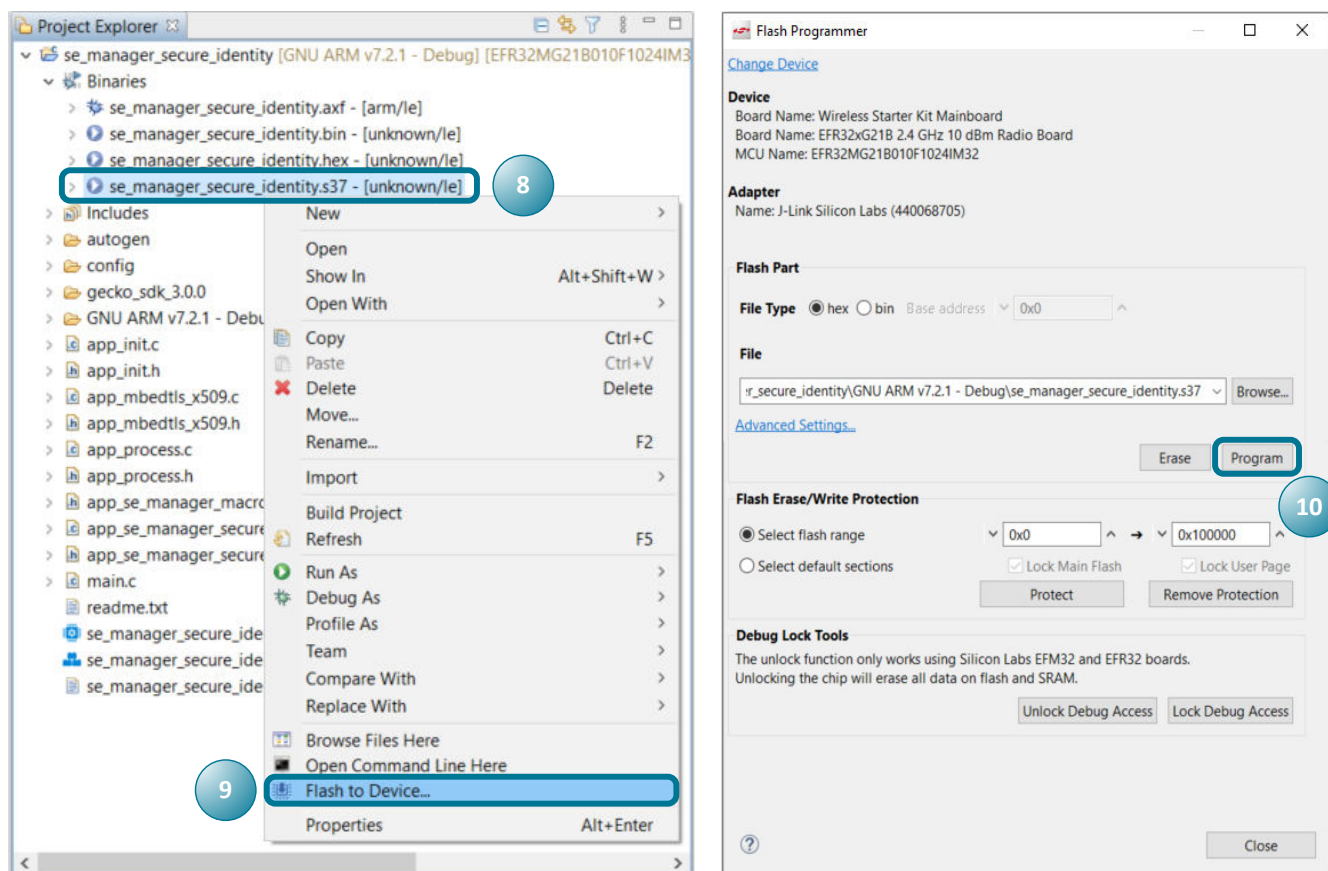 Project Explorer
se_manager_secure_identity [GNU ARM v7.2.1 - Debug] [EFR32MG21B010F1024IM3
Binaries
se_manager_secure_identity.axf - [arm/le]
se_manager_secure_identity.bin - [unknown/le]
se_manager_secure_identity.hex - [unknown/le]
se_manager_secure_identity.s37 - [unknown/le]
8
Includes
autogen
config
gecko_sdk_3.0.0
GNU ARM v7.2.1 - Debu
app_init.c
app_init.h
app_mbedtls_x509.c
app_mbedtls_x509.h
app_process.c
app_process.h
app_se_manager_macro
app_se_manager_secure
app_se_manager_secure
main.c
readme.txt
se_manager_secure_ide
se_manager_secure_ide
se_manager_secure_ide
New
Open
Show In Alt+Shift+W >
Open With
Copy Ctrl+C
Paste Ctrl+V
Delete Delete
Move...
Rename... F2
Import
Build Project
Refresh F5
Run As
Debug As
Profile As
Team
Compare With
Replace With
Browse Files Here
Open Command Line Here
9
Flash to Device...
Properties Alt+Enter
Flash Programmer
Change Device
Device
Board Name: Wireless Starter Kit Mainboard
Board Name: EFR32xG21B 2.4 GHz 10 dBm Radio Board
MCU Name: EFR32MG21B010F1024IM32
Adapter
Name: J-Link Silicon Labs (440068705)
Flash Part
File Type hex bin Base address 0x0
File
r_secure_identity\GNU ARM v7.2.1 - Debug\se_manager_secure_identity.s37 Browse...
Advanced Settings...
Erase Program
10
Flash Erase/Write Protection
Select flash range 0x0 → 0x100000
Select default sections Lock Main Flash Lock User Page
Protect Remove Protection
Debug Lock Tools
The unlock function only works using Silicon Labs EFM32 and EFR32 boards.
Unlocking the chip will erase all data on flash and SRAM.
Unlock Debug Access Lock Debug Access
? Close